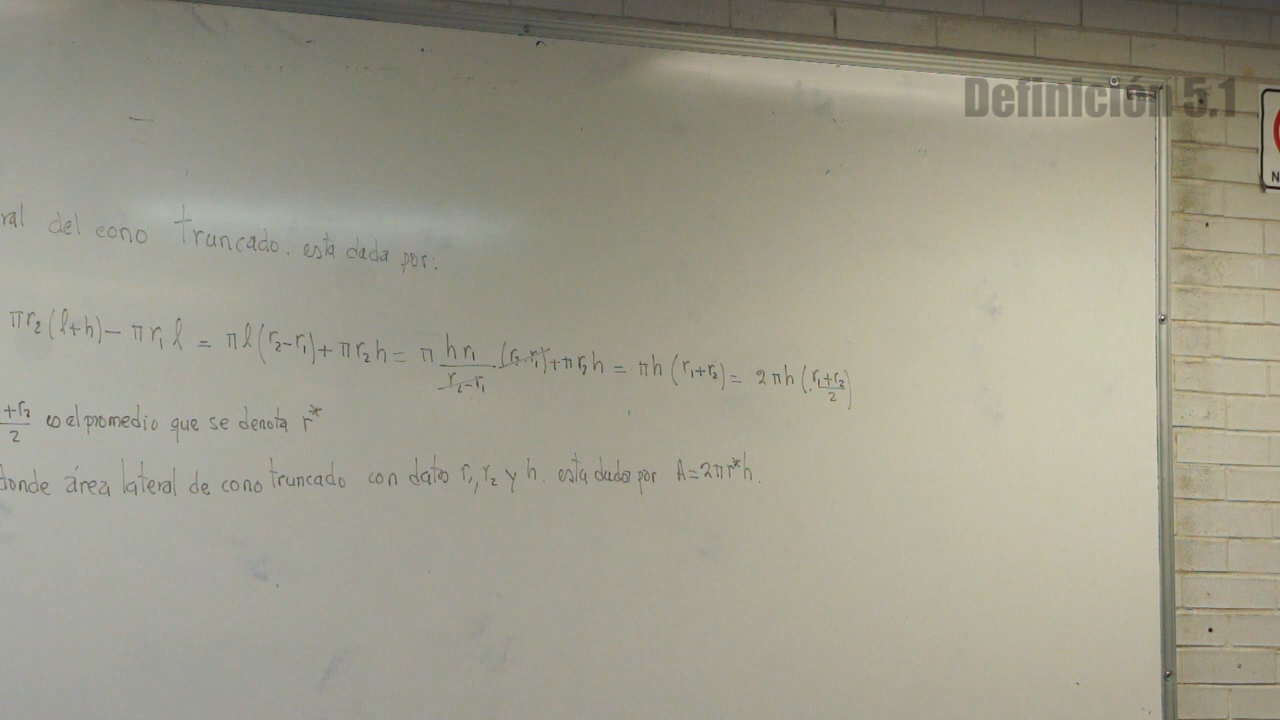 Definición 5.1
N
ral del cono truncado. está dada por:
πr₂(l+h) − πr₁l = πl(r₂−r₁) + πr₂h = π hr₁/(r₂−r₁) · (r₂−r₁) + πr₂h = πh(r₁+r₂) = 2πh((r₁+r₂)/2)
+r₂/2 es el promedio que se denota r*
donde área lateral de cono truncado con datos r₁, r₂ y h. esta dada por A=2πr*h.